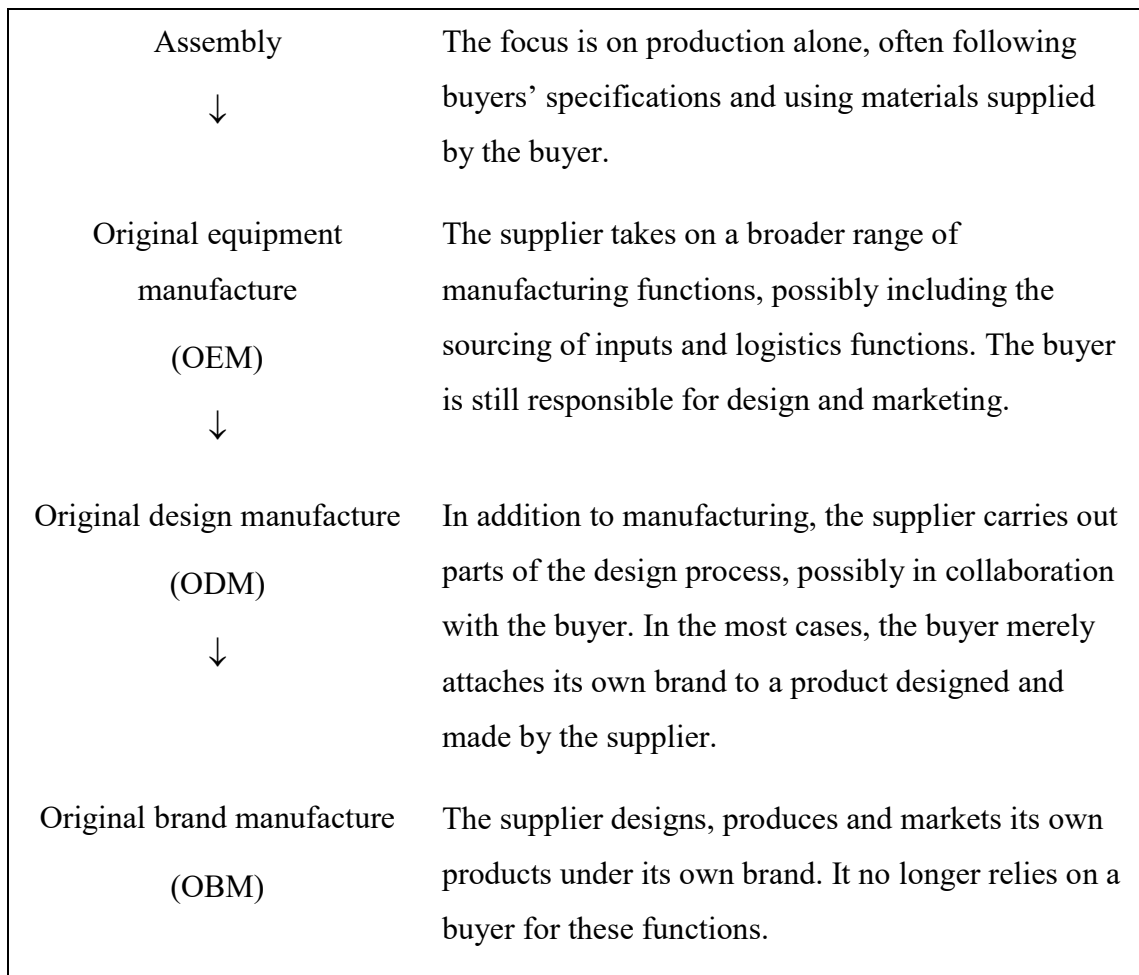 Assembly
↓
The focus is on production alone, often following
buyers’ specifications and using materials supplied
by the buyer.
Original equipment
manufacture
(OEM)
↓
The supplier takes on a broader range of
manufacturing functions, possibly including the
sourcing of inputs and logistics functions. The buyer
is still responsible for design and marketing.
Original design manufacture
(ODM)
↓
In addition to manufacturing, the supplier carries out
parts of the design process, possibly in collaboration
with the buyer. In the most cases, the buyer merely
attaches its own brand to a product designed and
made by the supplier.
Original brand manufacture
(OBM)
The supplier designs, produces and markets its own
products under its own brand. It no longer relies on a
buyer for these functions.